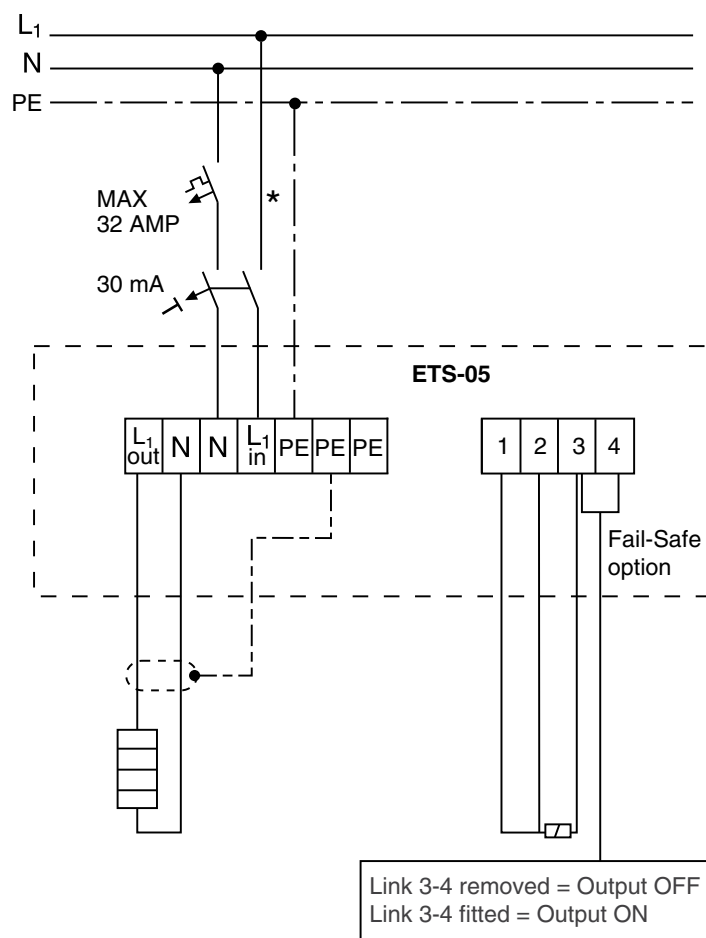 L1
N
PE
MAX
32 AMP
*
30 mA
ETS-05
L1 out N N L1 in PE PE PE
1 2 3 4
Fail-Safe
option
Link 3-4 removed = Output OFF
Link 3-4 fitted = Output ON